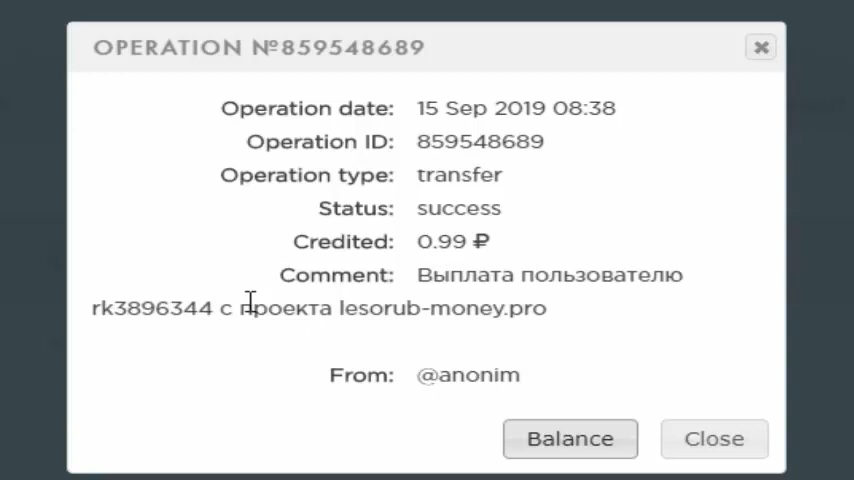 OPERATION №859548689
Operation date: 15 Sep 2019 08:38
Operation ID: 859548689
Operation type: transfer
Status: success
Credited: 0.99 ₽
Comment: Выплата пользователю
rk3896344 с проекта lesorub-money.pro
From: @anonim
Balance Close